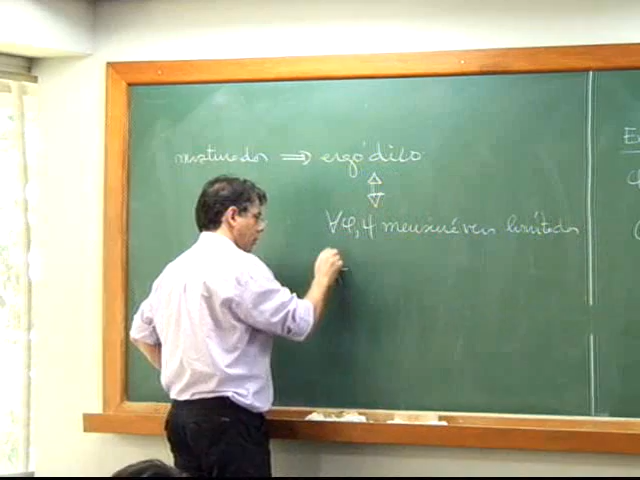 misturador ⟹ ergódico
⇕
∀φ, ψ mensuráveis limitadas